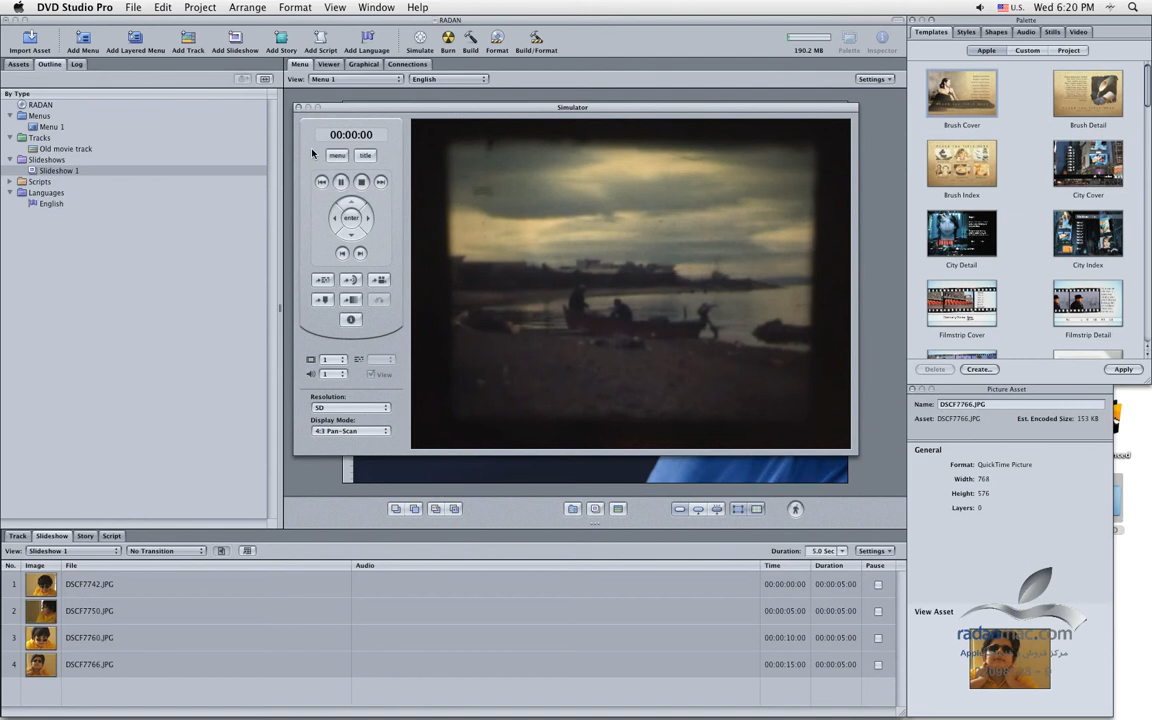 DVD Studio Pro File Edit Project Arrange Format View Window Help U.S. Wed 6:20 PM
RADAN
Import Asset Add Menu Add Layered Menu Add Track Add Slideshow Add Story Add Script Add Language Simulate Burn Build Format Build/Format 190.2 MB Palette Inspector
Assets Outline Log
By Type
RADAN
Menus
Menu 1
Tracks
Old movie track
Slideshows
Slideshow 1
Scripts
Languages
English
Menu Viewer Graphical Connections
View: Menu 1 English Settings
Simulator
00:00:00
menu title
enter
1
1 View
Resolution:
SD
Display Mode:
4:3 Pan-Scan
Palette
Templates Styles Shapes Audio Stills Video
Apple Custom Project
Brush Cover Brush Detail
Brush Index City Cover
City Detail City Index
Filmstrip Cover Filmstrip Detail
Delete Create... Apply
Picture Asset
Name: DSCF7766.JPG
Asset: DSCF7766.JPG Est. Encoded Size: 153 KB
General
Format: QuickTime Picture
Width: 768
Height: 576
Layers: 0
View Asset
radanmac.com
Track Slideshow Story Script
View: Slideshow 1 No Transition Duration: 5.0 Sec Settings
No. Image File Audio Time Duration Pause
1 DSCF7742.JPG 00:00:00:00 00:00:05:00
2 DSCF7750.JPG 00:00:05:00 00:00:05:00
3 DSCF7760.JPG 00:00:10:00 00:00:05:00
4 DSCF7766.JPG 00:00:15:00 00:00:05:00